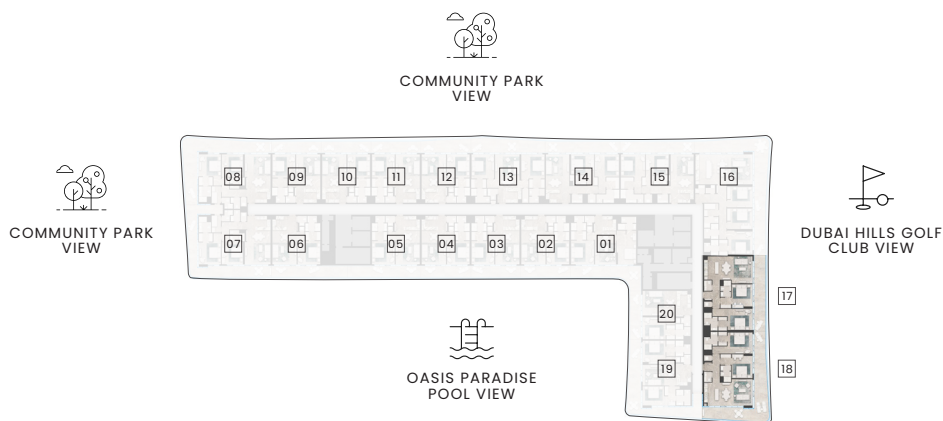 COMMUNITY PARK
VIEW
08 09 10 11 12 13 14 15 16
COMMUNITY PARK
VIEW
DUBAI HILLS GOLF
CLUB VIEW
07 06 05 04 03 02 01
17
20
OASIS PARADISE
POOL VIEW
19
18